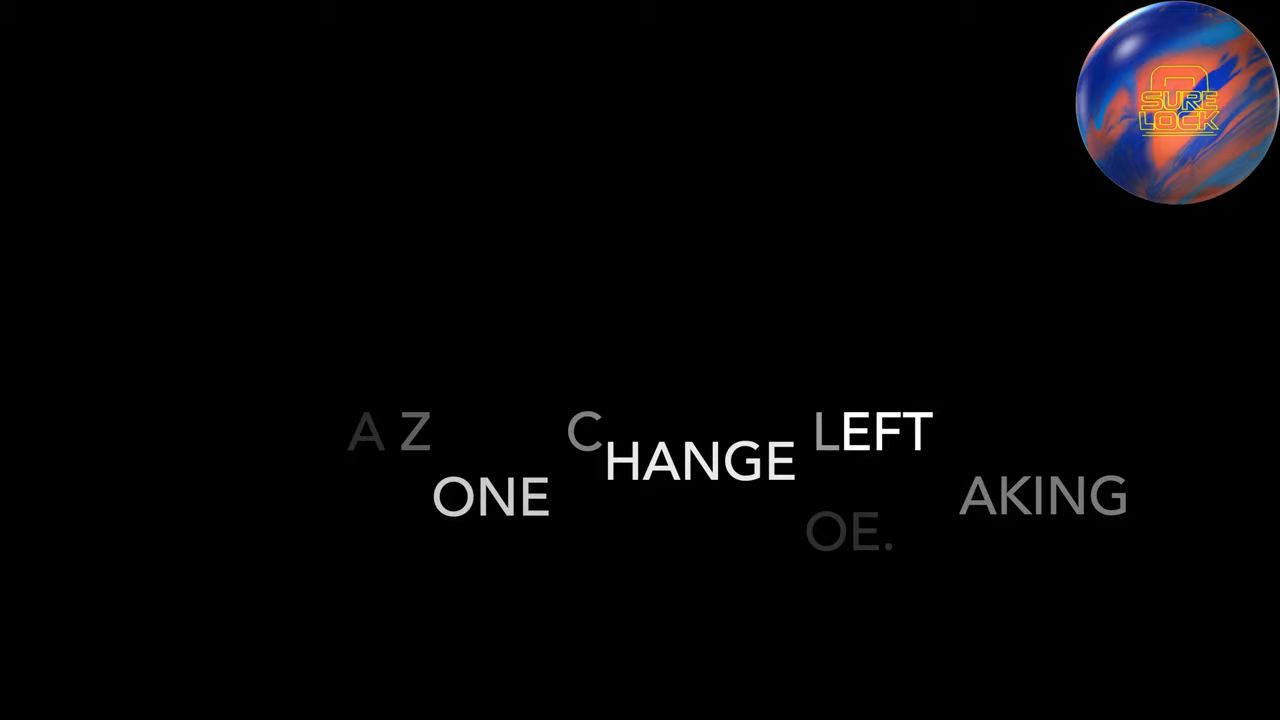 SURE
LOCK
A Z C LEFT
HANGE
ONE AKING
OE.